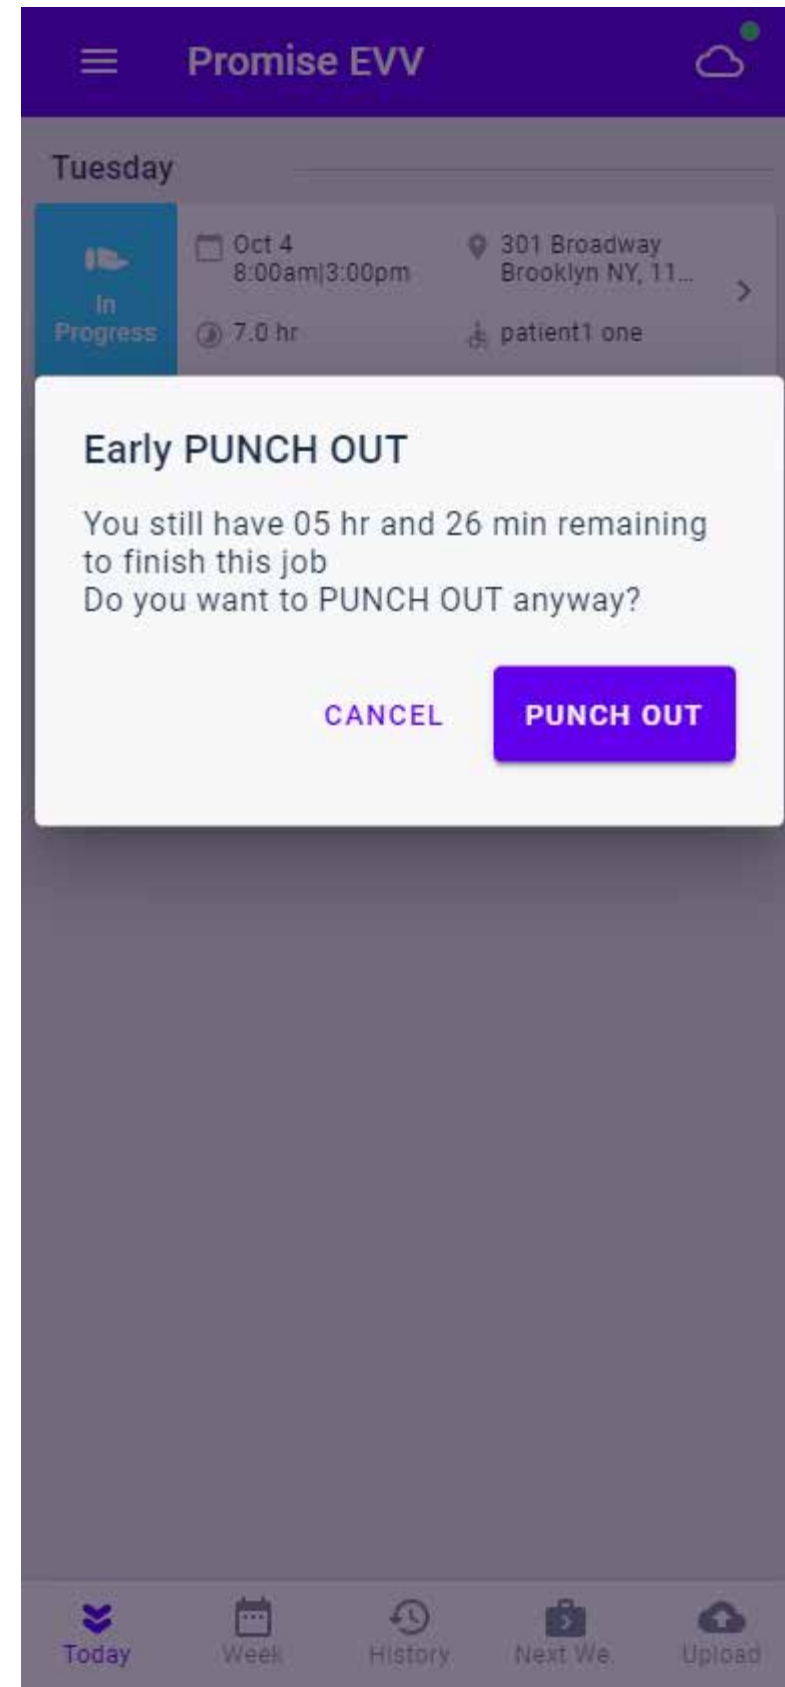 Promise EVV
Tuesday
Oct 4
8:00am|3:00pm
301 Broadway
Brooklyn NY, 11...
In
Progress
7.0 hr
patient1 one
Early PUNCH OUT
You still have 05 hr and 26 min remaining
to finish this job
Do you want to PUNCH OUT anyway?
CANCEL
PUNCH OUT
Today
Week
History
Next We.
Upload